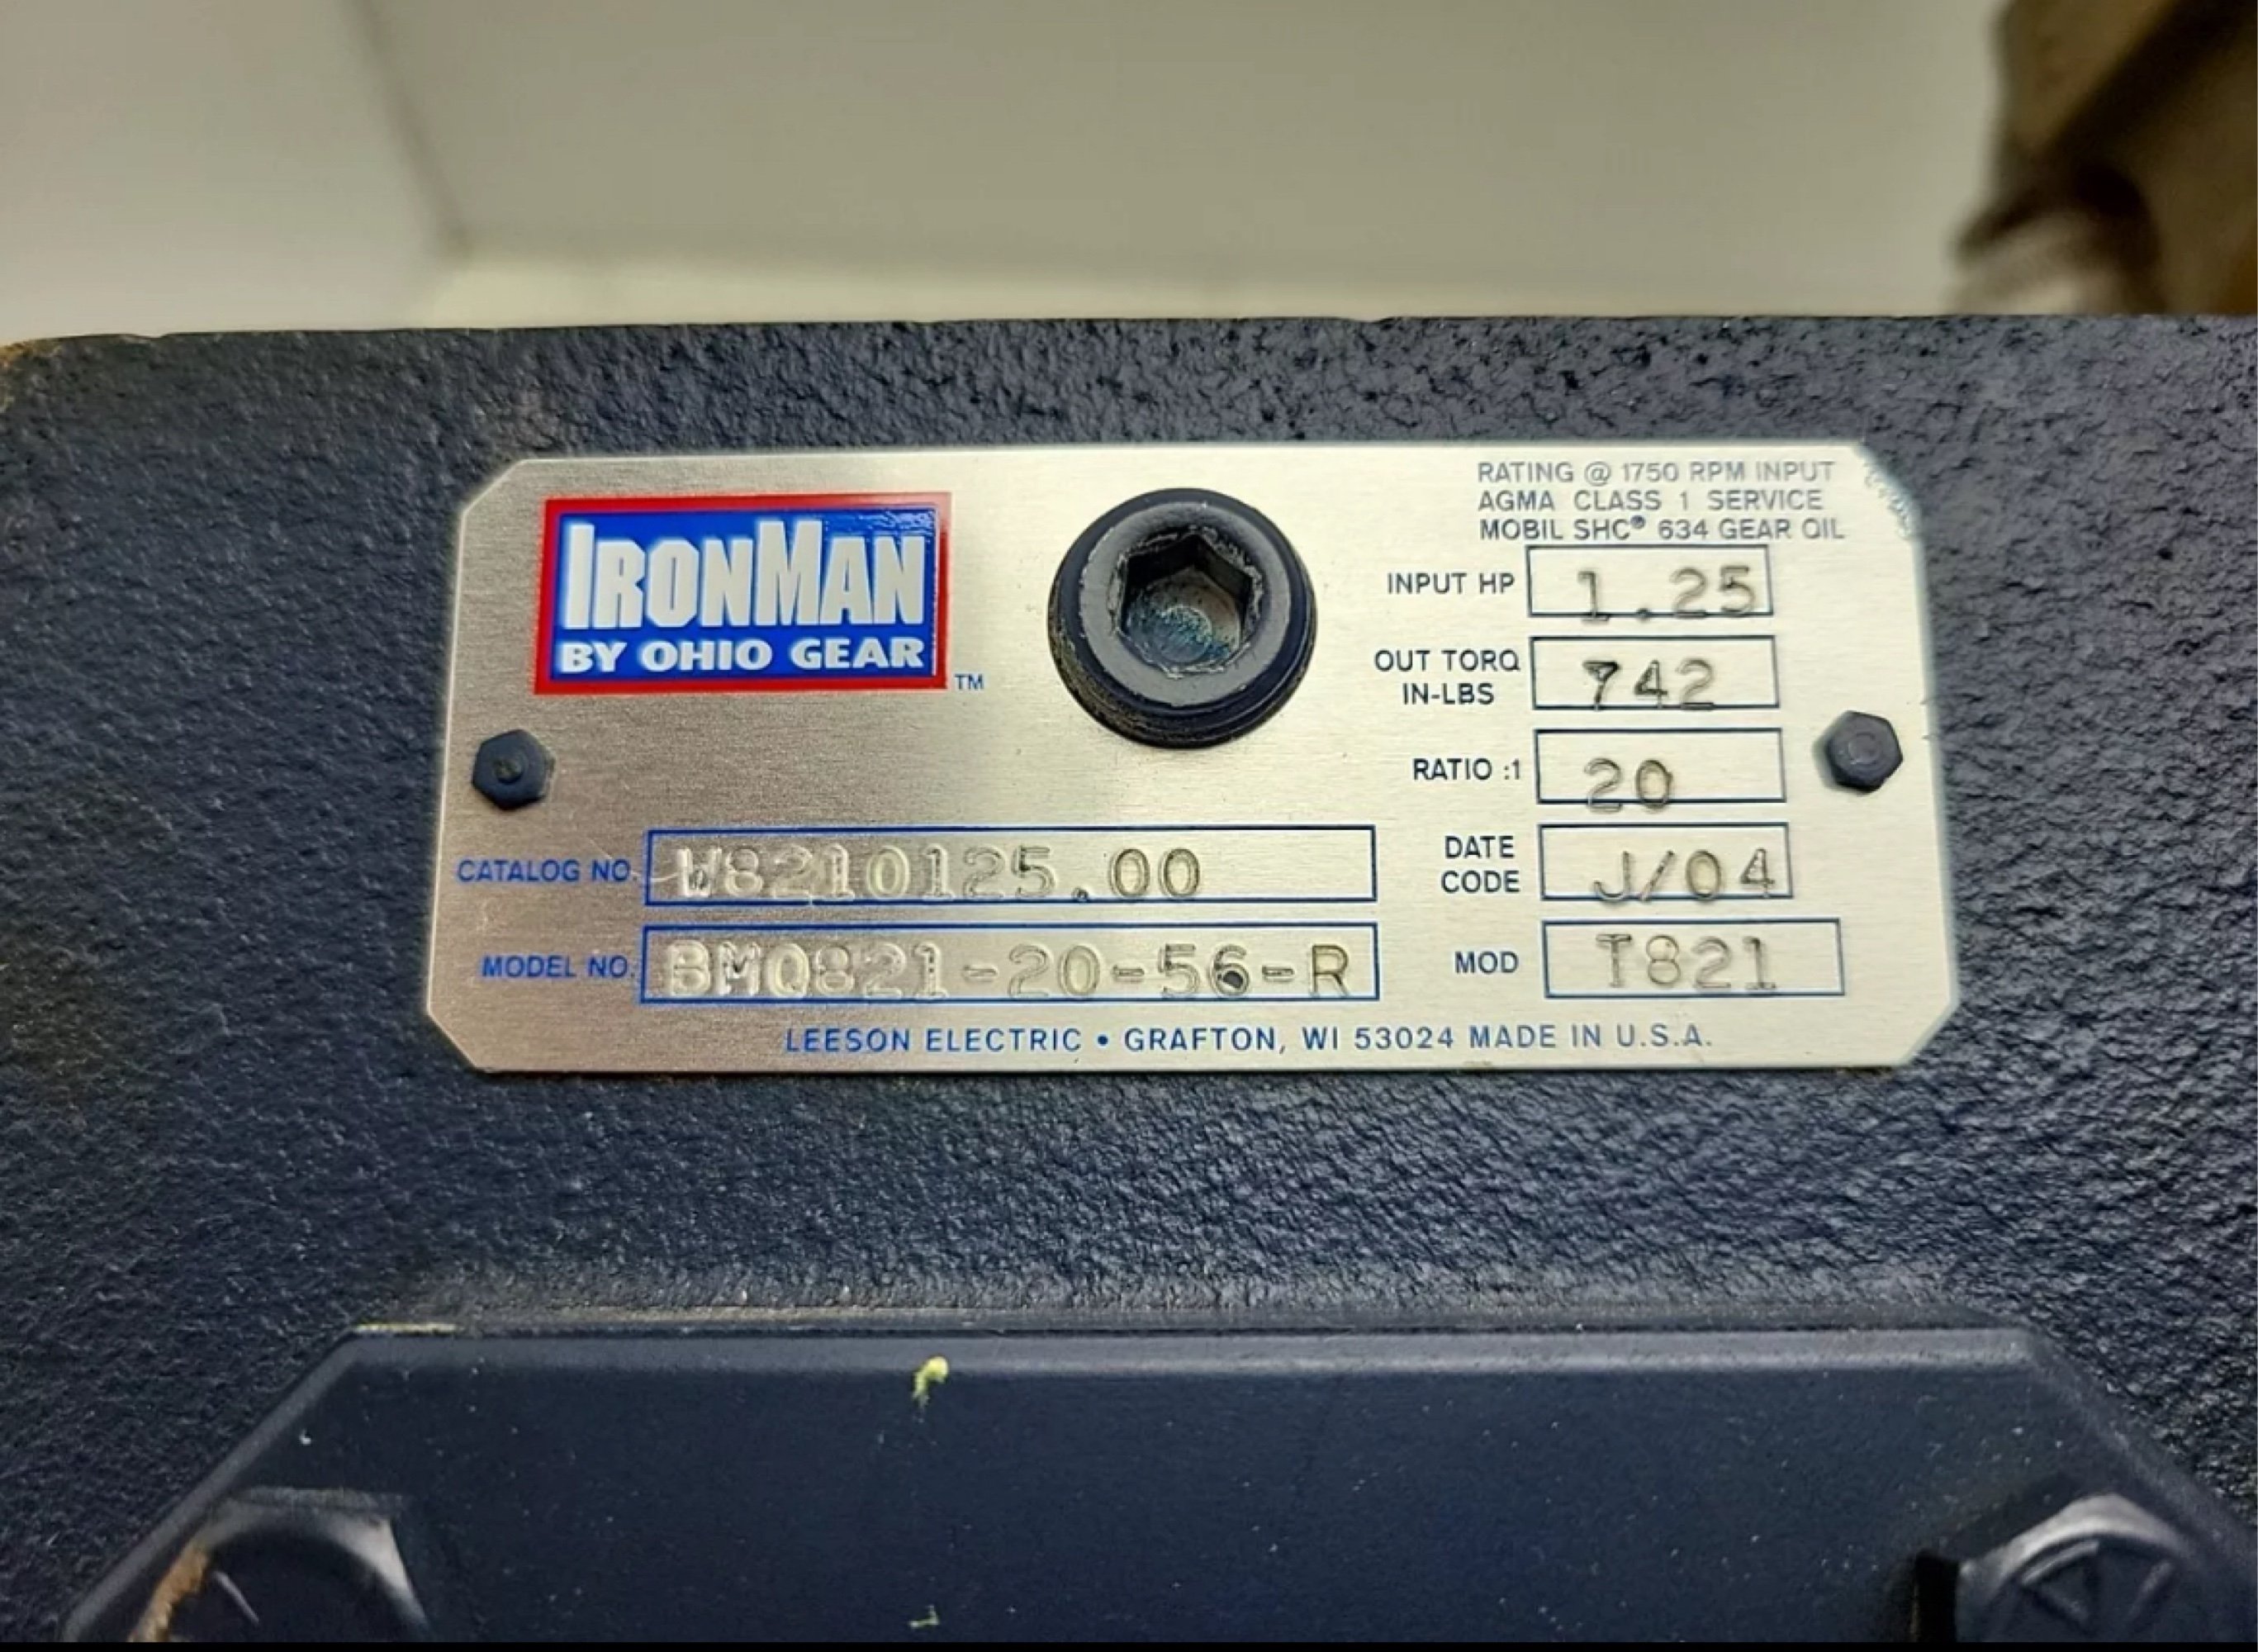 IRONMAN
BY OHIO GEAR
TM
RATING @ 1750 RPM INPUT
AGMA CLASS 1 SERVICE
MOBIL SHC® 634 GEAR OIL
INPUT HP 1.25
OUT TORQ
IN-LBS 742
RATIO :1 20
CATALOG NO. W8210125.00
DATE
CODE J/04
MODEL NO. BMQ821-20-56-R
MOD T821
LEESON ELECTRIC • GRAFTON, WI 53024 MADE IN U.S.A.